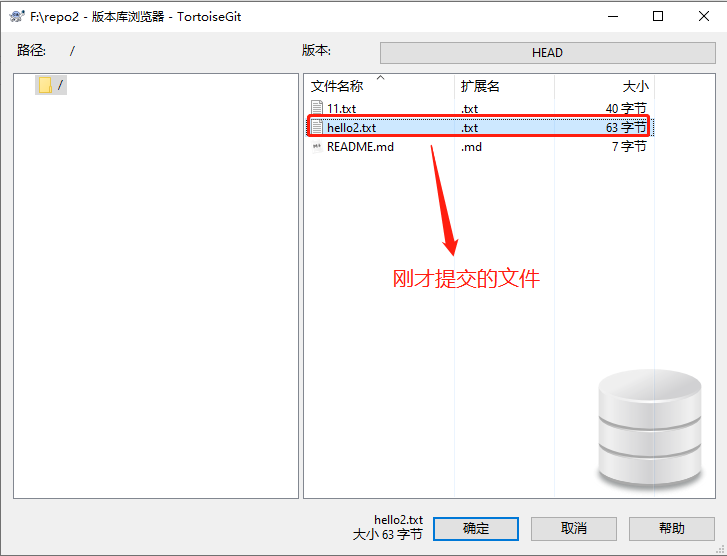 F:\repo2 - 版本库浏览器 - TortoiseGit
路径: / 版本: HEAD
/
文件名称 扩展名 大小
11.txt .txt 40 字节
hello2.txt .txt 63 字节
README.md .md 7 字节
刚才提交的文件
hello2.txt
大小 63 字节
确定 取消 帮助